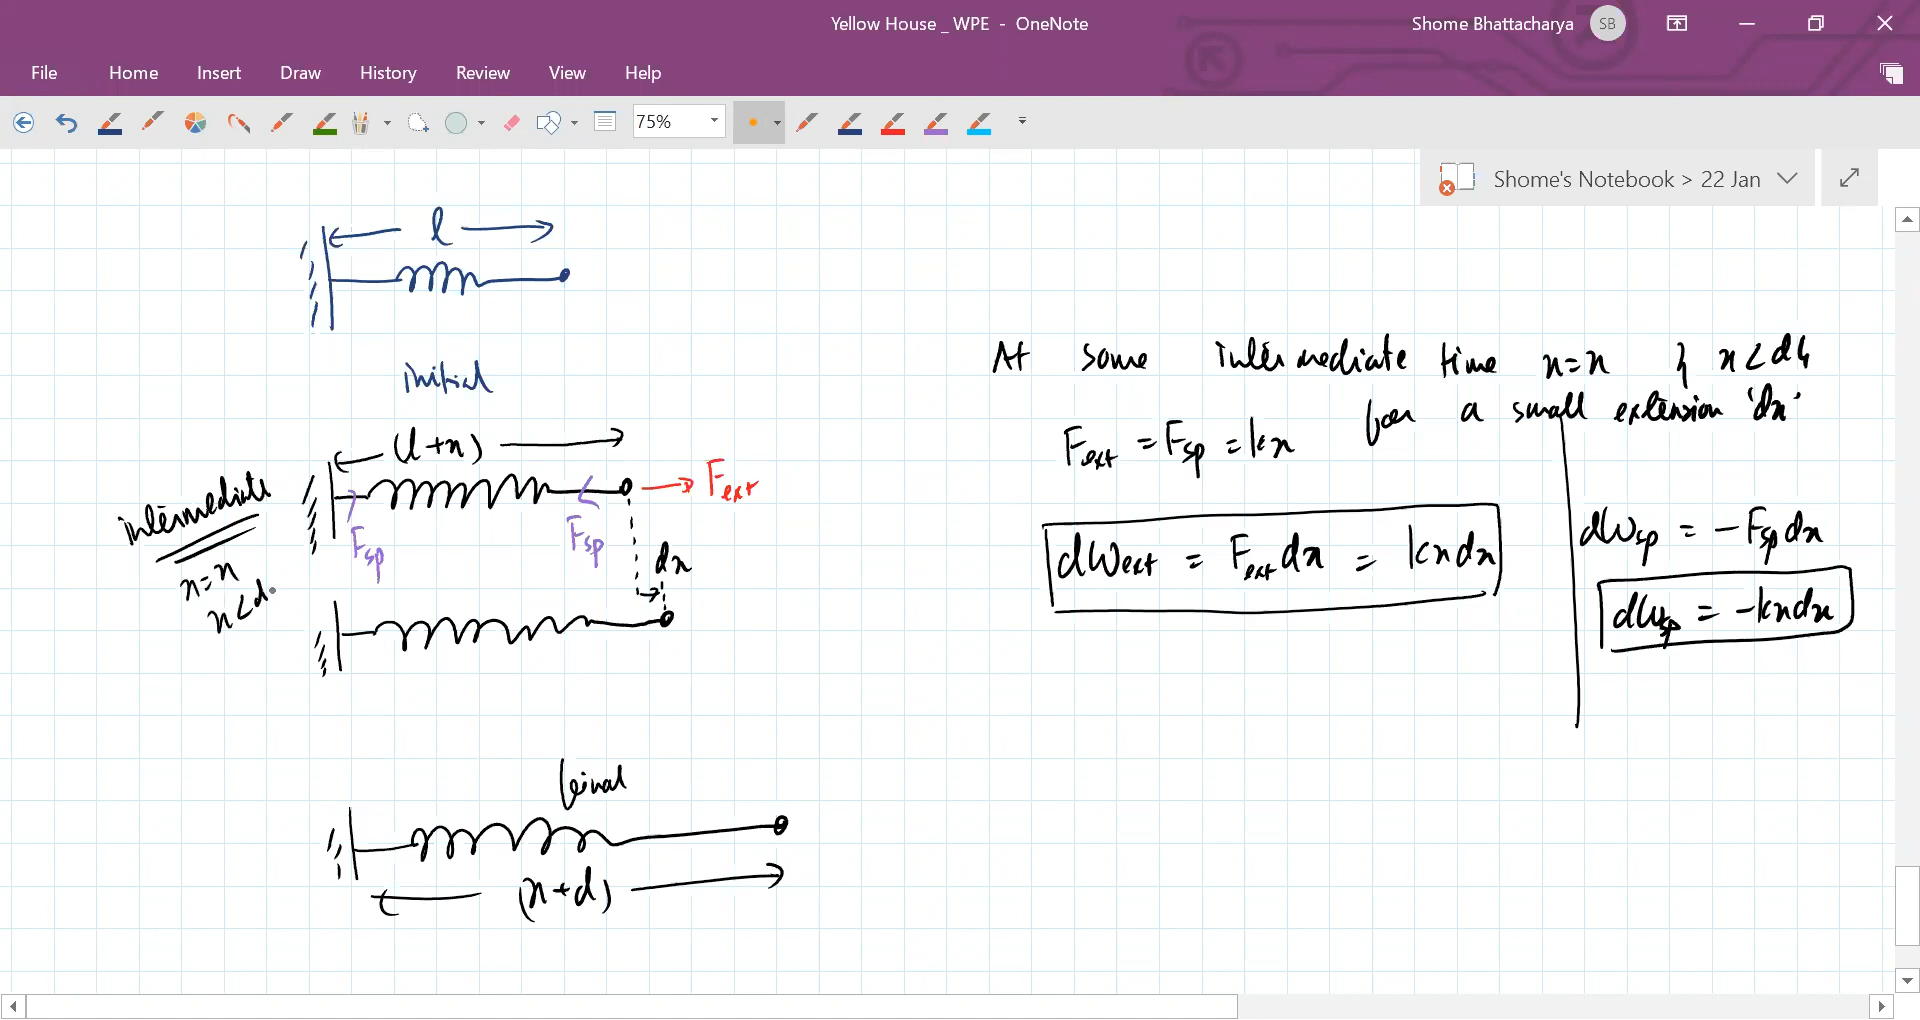 Yellow House _ WPE - OneNote
Shome Bhattacharya SB
File Home Insert Draw History Review View Help
75%
Shome's Notebook > 22 Jan
l
initial
(l+x)
Fext
intermediate
Fsp
Fsp
x=x
x<d
dx
final
(x+d)
At some intermediate time x=x } x<d &
for a small extension 'dx'
Fext = Fsp = kx
dWext = Fext dx = kxdx
dWsp = -Fsp dx
dWsp = -kxdx